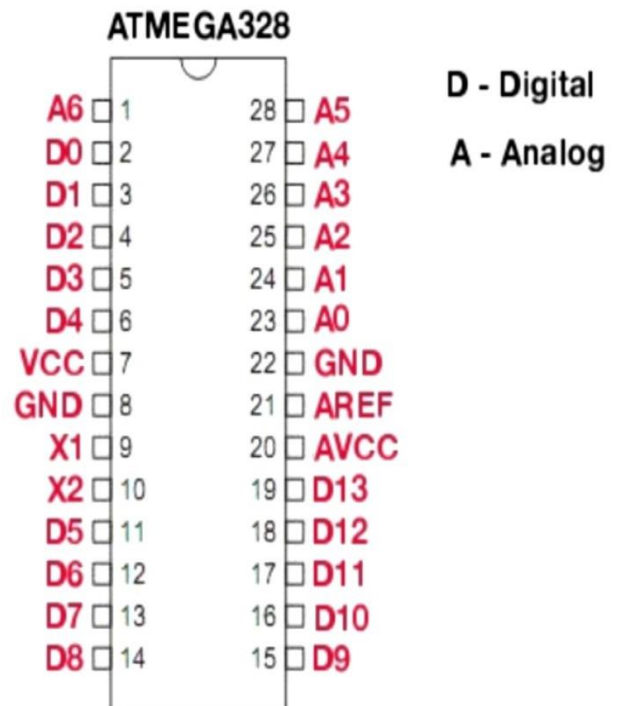 ATMEGA328
D - Digital
A - Analog
A6 1 28 A5
D0 2 27 A4
D1 3 26 A3
D2 4 25 A2
D3 5 24 A1
D4 6 23 A0
VCC 7 22 GND
GND 8 21 AREF
X1 9 20 AVCC
X2 10 19 D13
D5 11 18 D12
D6 12 17 D11
D7 13 16 D10
D8 14 15 D9